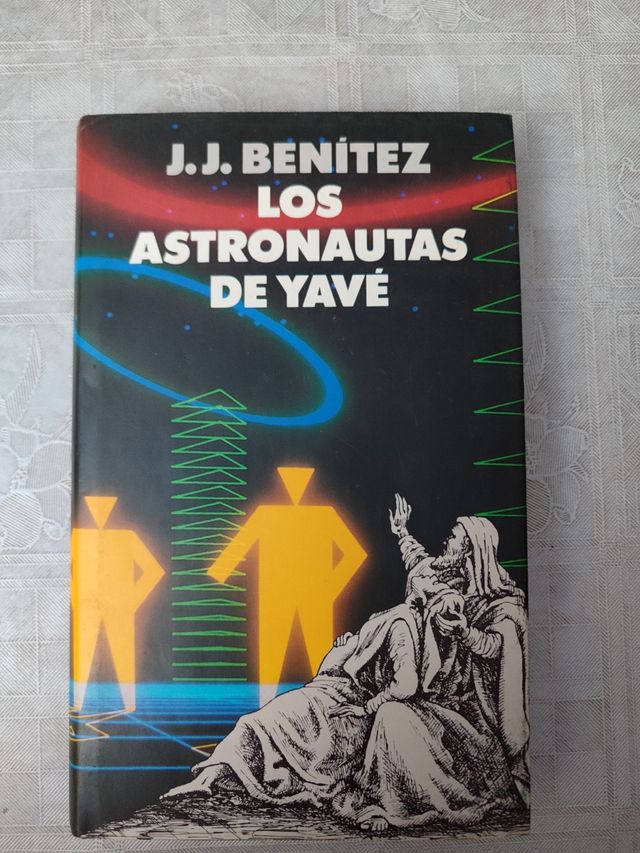 J. J. BENÍTEZ
LOS
ASTRONAUTAS
DE YAVÉ